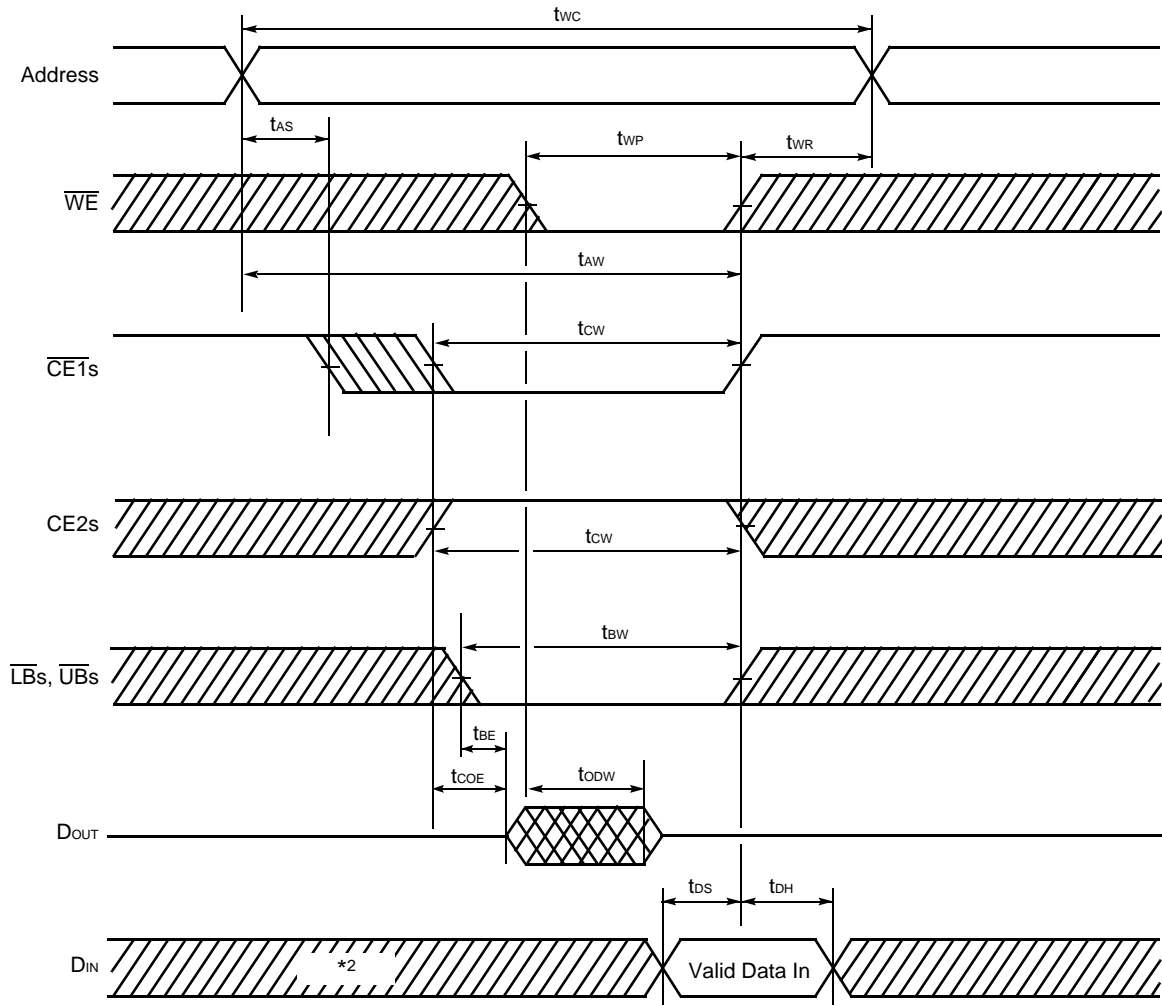 tWC
Address
tAS
tWP
tWR
WE
tAW
tCW
CE1s
CE2s
tCW
tBW
LBs, UBs
tBE
tCOE
tODW
DOUT
tDS
tDH
DIN
*2
Valid Data In